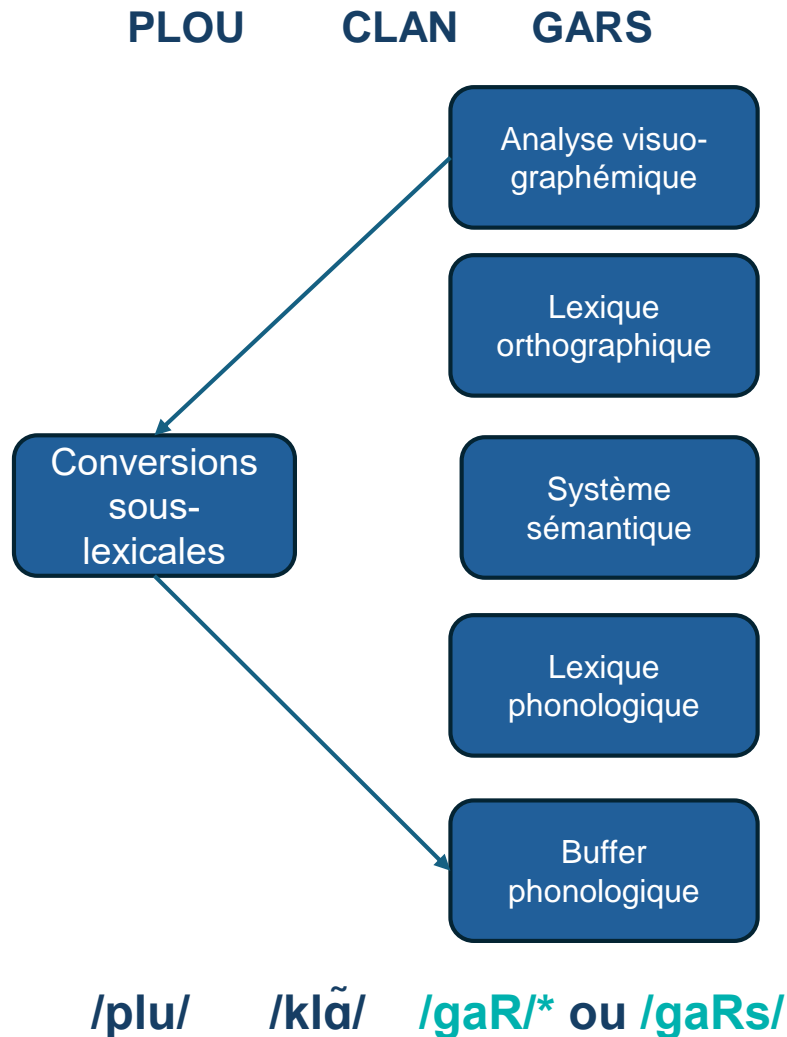 PLOU CLAN GARS
Analyse visuo-
graphémique
Lexique
orthographique
Conversions
sous-
lexicales
Système
sémantique
Lexique
phonologique
Buffer
phonologique
/plu/ /klɑ̃/ /gaR/* ou /gaRs/